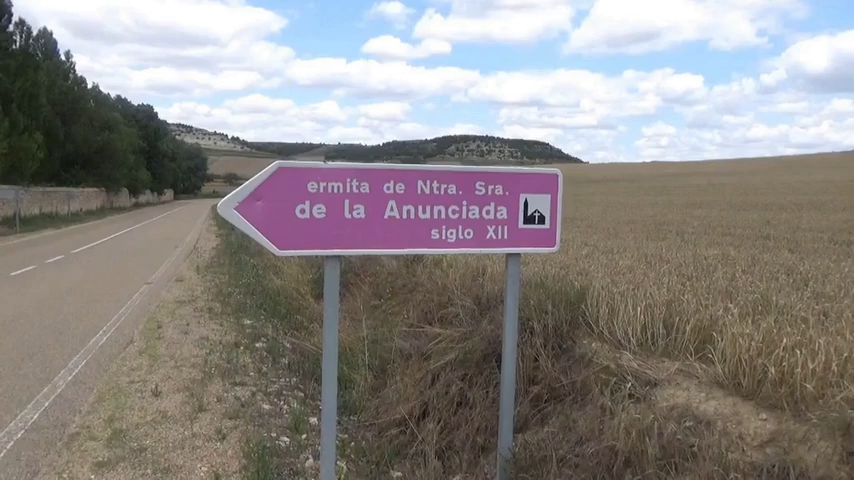 ermita de Ntra. Sra.
de la Anunciada
siglo XII